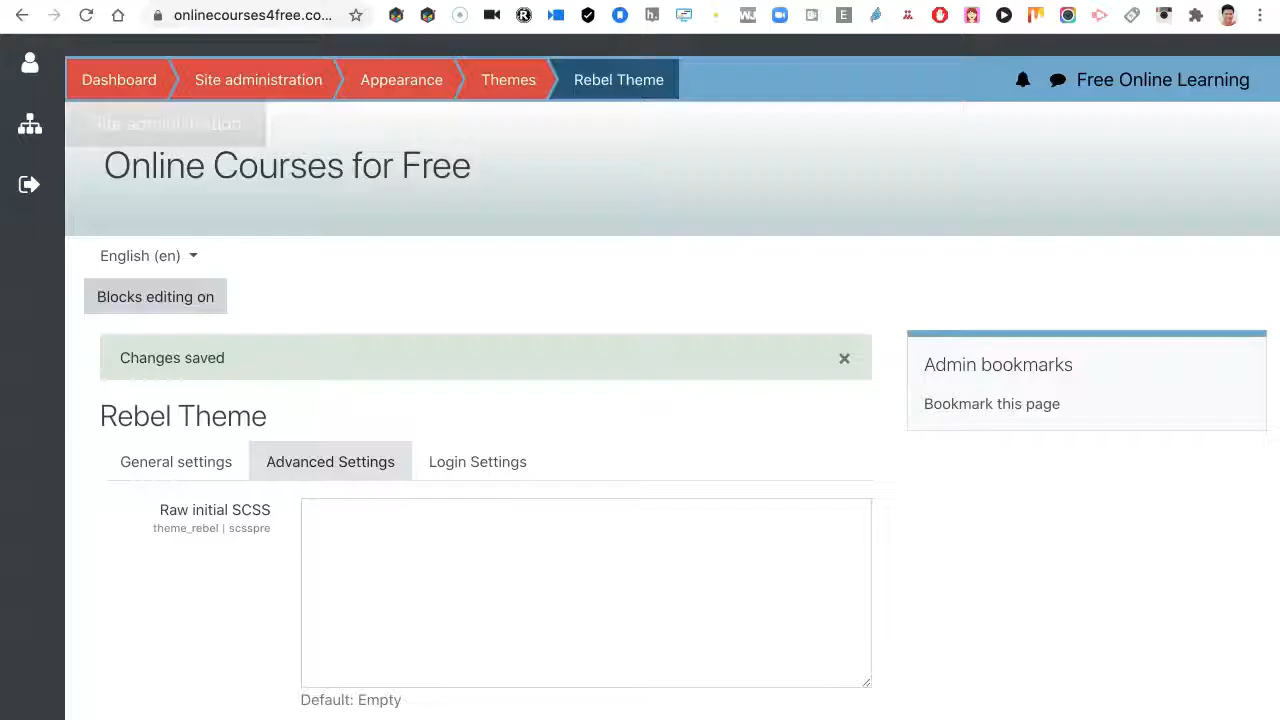 onlinecourses4free.co...
Dashboard
Site administration
Appearance
Themes
Rebel Theme
Free Online Learning
Site administration
Online Courses for Free
English (en)
Blocks editing on
Changes saved
×
Admin bookmarks
Bookmark this page
Rebel Theme
General settings
Advanced Settings
Login Settings
Raw initial SCSS
theme_rebel | scsspre
Default: Empty